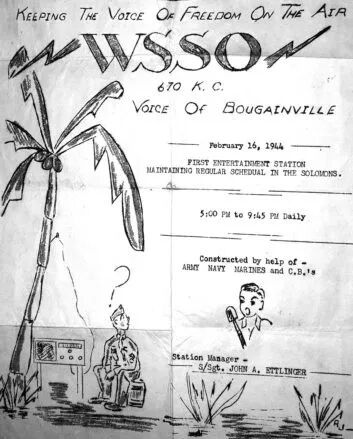 KEEPING THE VOICE OF FREEDOM ON THE AIR
WSSO
670 K.C.
VOICE OF BOUGAINVILLE
February 16, 1944
FIRST ENTERTAINMENT STATION
MAINTAINING REGULAR SCHEDUAL IN THE SOLOMONS.
5:00 PM to 9:45 PM Daily
Constructed by help of -
ARMY NAVY MARINES and C.B.'s
?
Station Manager -
S/Sgt. JOHN A. ETTLINGER